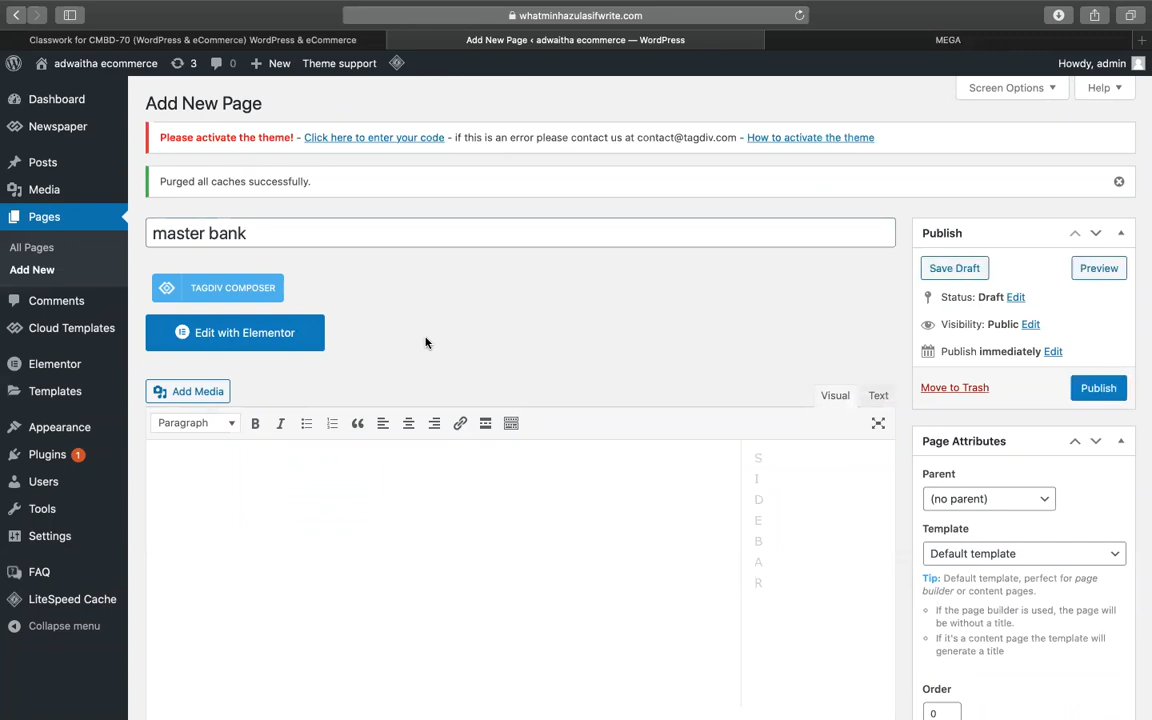 whatminhazulasifwrite.com
Classwork for CMBD-70 (WordPress & eCommerce) WordPress & eCommerce
Add New Page ‹ adwaitha ecommerce — WordPress
MEGA
adwaitha ecommerce
3
0
New
Theme support
Howdy, admin
Dashboard
Newspaper
Posts
Media
Pages
All Pages
Add New
Comments
Cloud Templates
Elementor
Templates
Appearance
Plugins 1
Users
Tools
Settings
FAQ
LiteSpeed Cache
Collapse menu
Screen Options
Help
Add New Page
Please activate the theme! - Click here to enter your code - if this is an error please contact us at contact@tagdiv.com - How to activate the theme
Purged all caches successfully.
master bank
TAGDIV COMPOSER
Edit with Elementor
Add Media
Visual
Text
Paragraph
B
I
S
I
D
E
B
A
R
Publish
Save Draft
Preview
Status: Draft Edit
Visibility: Public Edit
Publish immediately Edit
Move to Trash
Publish
Page Attributes
Parent
(no parent)
Template
Default template
Tip: Default template, perfect for page
builder or content pages.
If the page builder is used, the page will
be without a title.
If it's a content page the template will
generate a title
Order
0